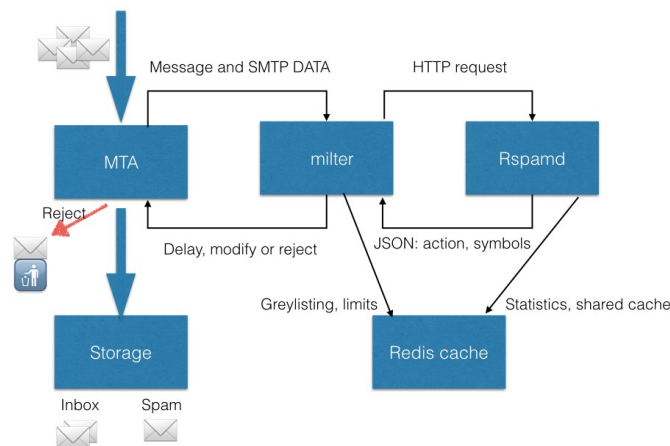 Message and SMTP DATA
HTTP request
MTA
milter
Rspamd
Reject
Delay, modify or reject
JSON: action, symbols
Greylisting, limits
Statistics, shared cache
Storage
Redis cache
Inbox
Spam